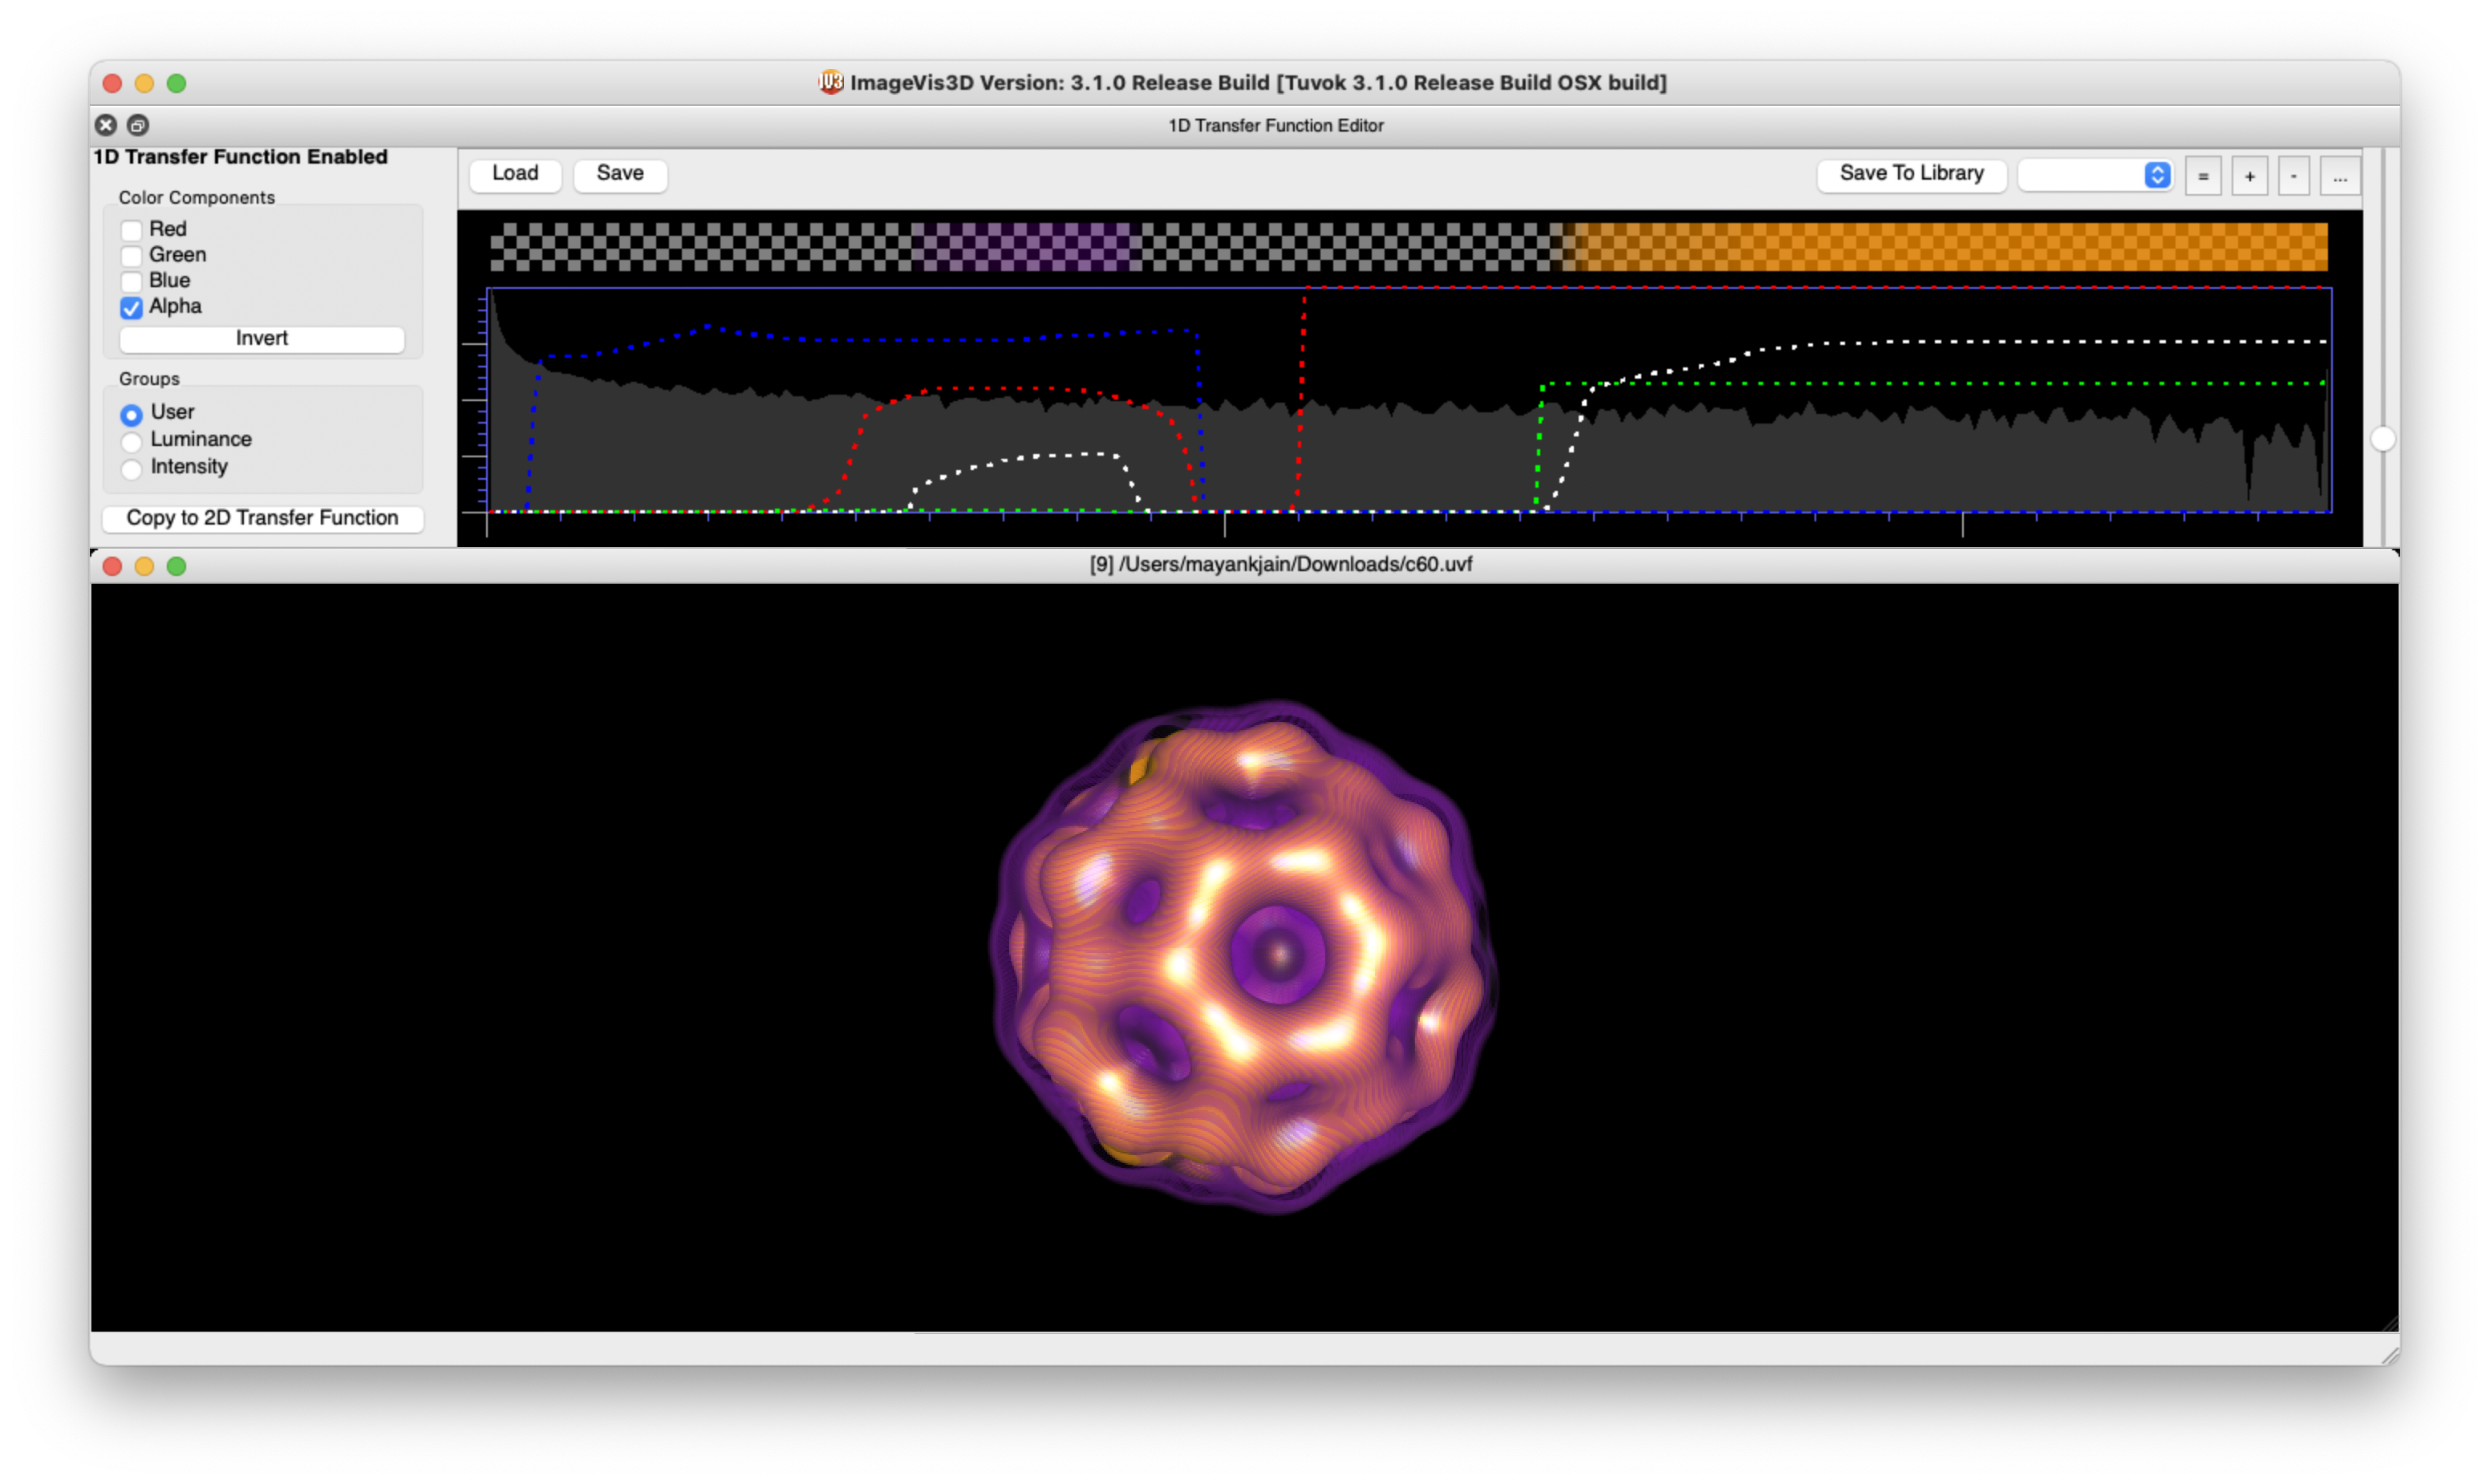 IV3 ImageVis3D Version: 3.1.0 Release Build [Tuvok 3.1.0 Release Build OSX build]
1D Transfer Function Editor
1D Transfer Function Enabled
Color Components
Red
Green
Blue
Alpha
Invert
Groups
User
Luminance
Intensity
Copy to 2D Transfer Function
Load Save Save To Library = + - ...
[9] /Users/mayankjain/Downloads/c60.uvf